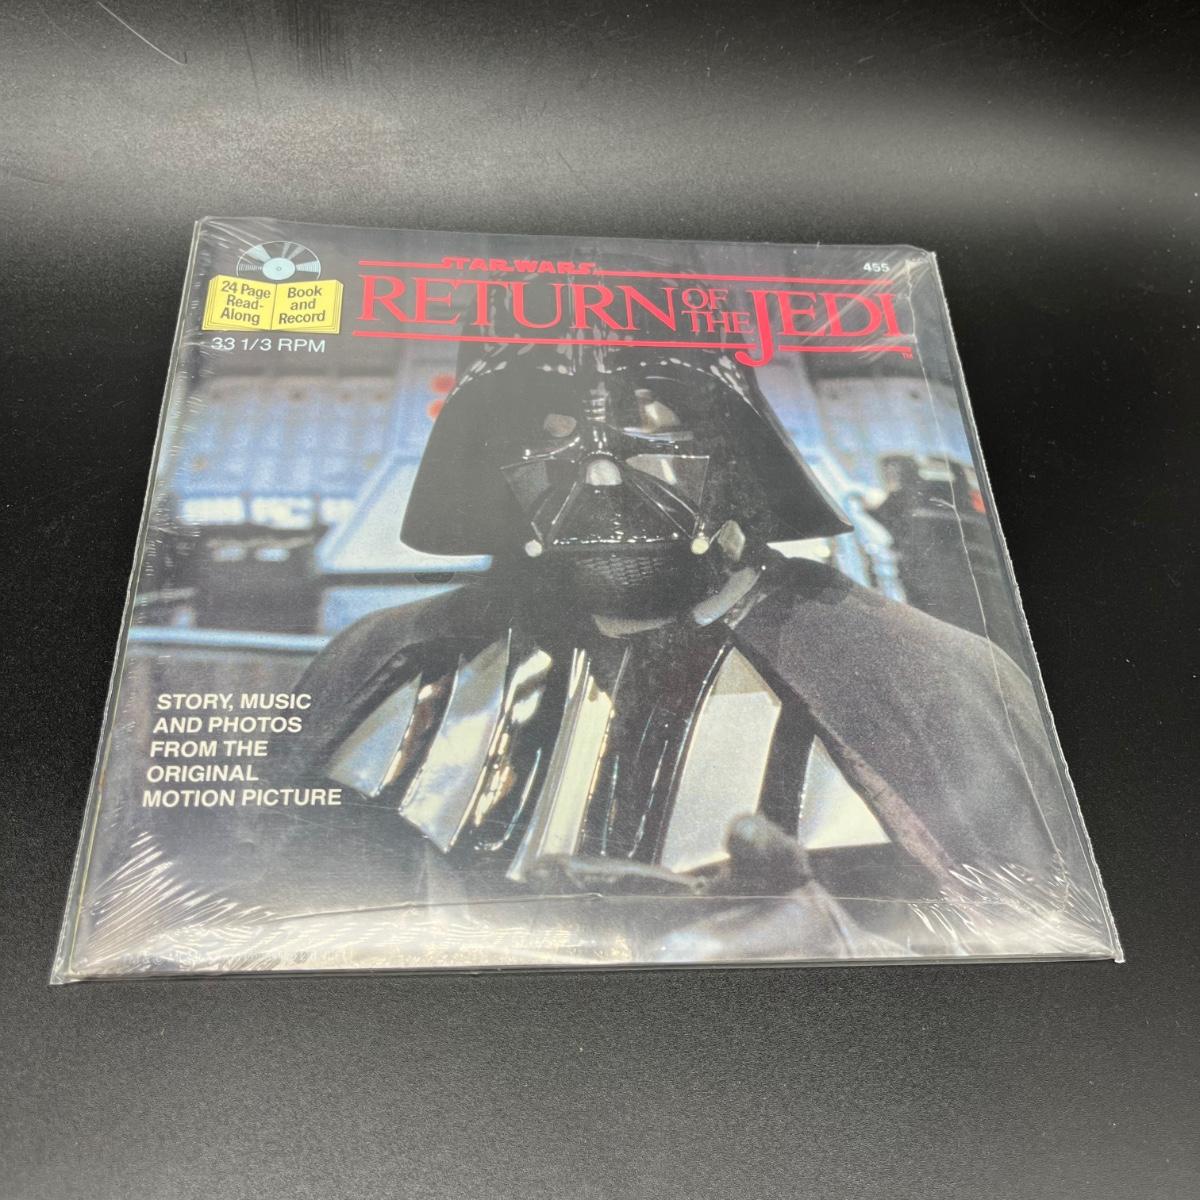 24 Page
Read-
Along
Book
and
Record
33 1/3 RPM
STAR WARS
RETURN OF THE JEDI
TM
455
STORY, MUSIC
AND PHOTOS
FROM THE
ORIGINAL
MOTION PICTURE